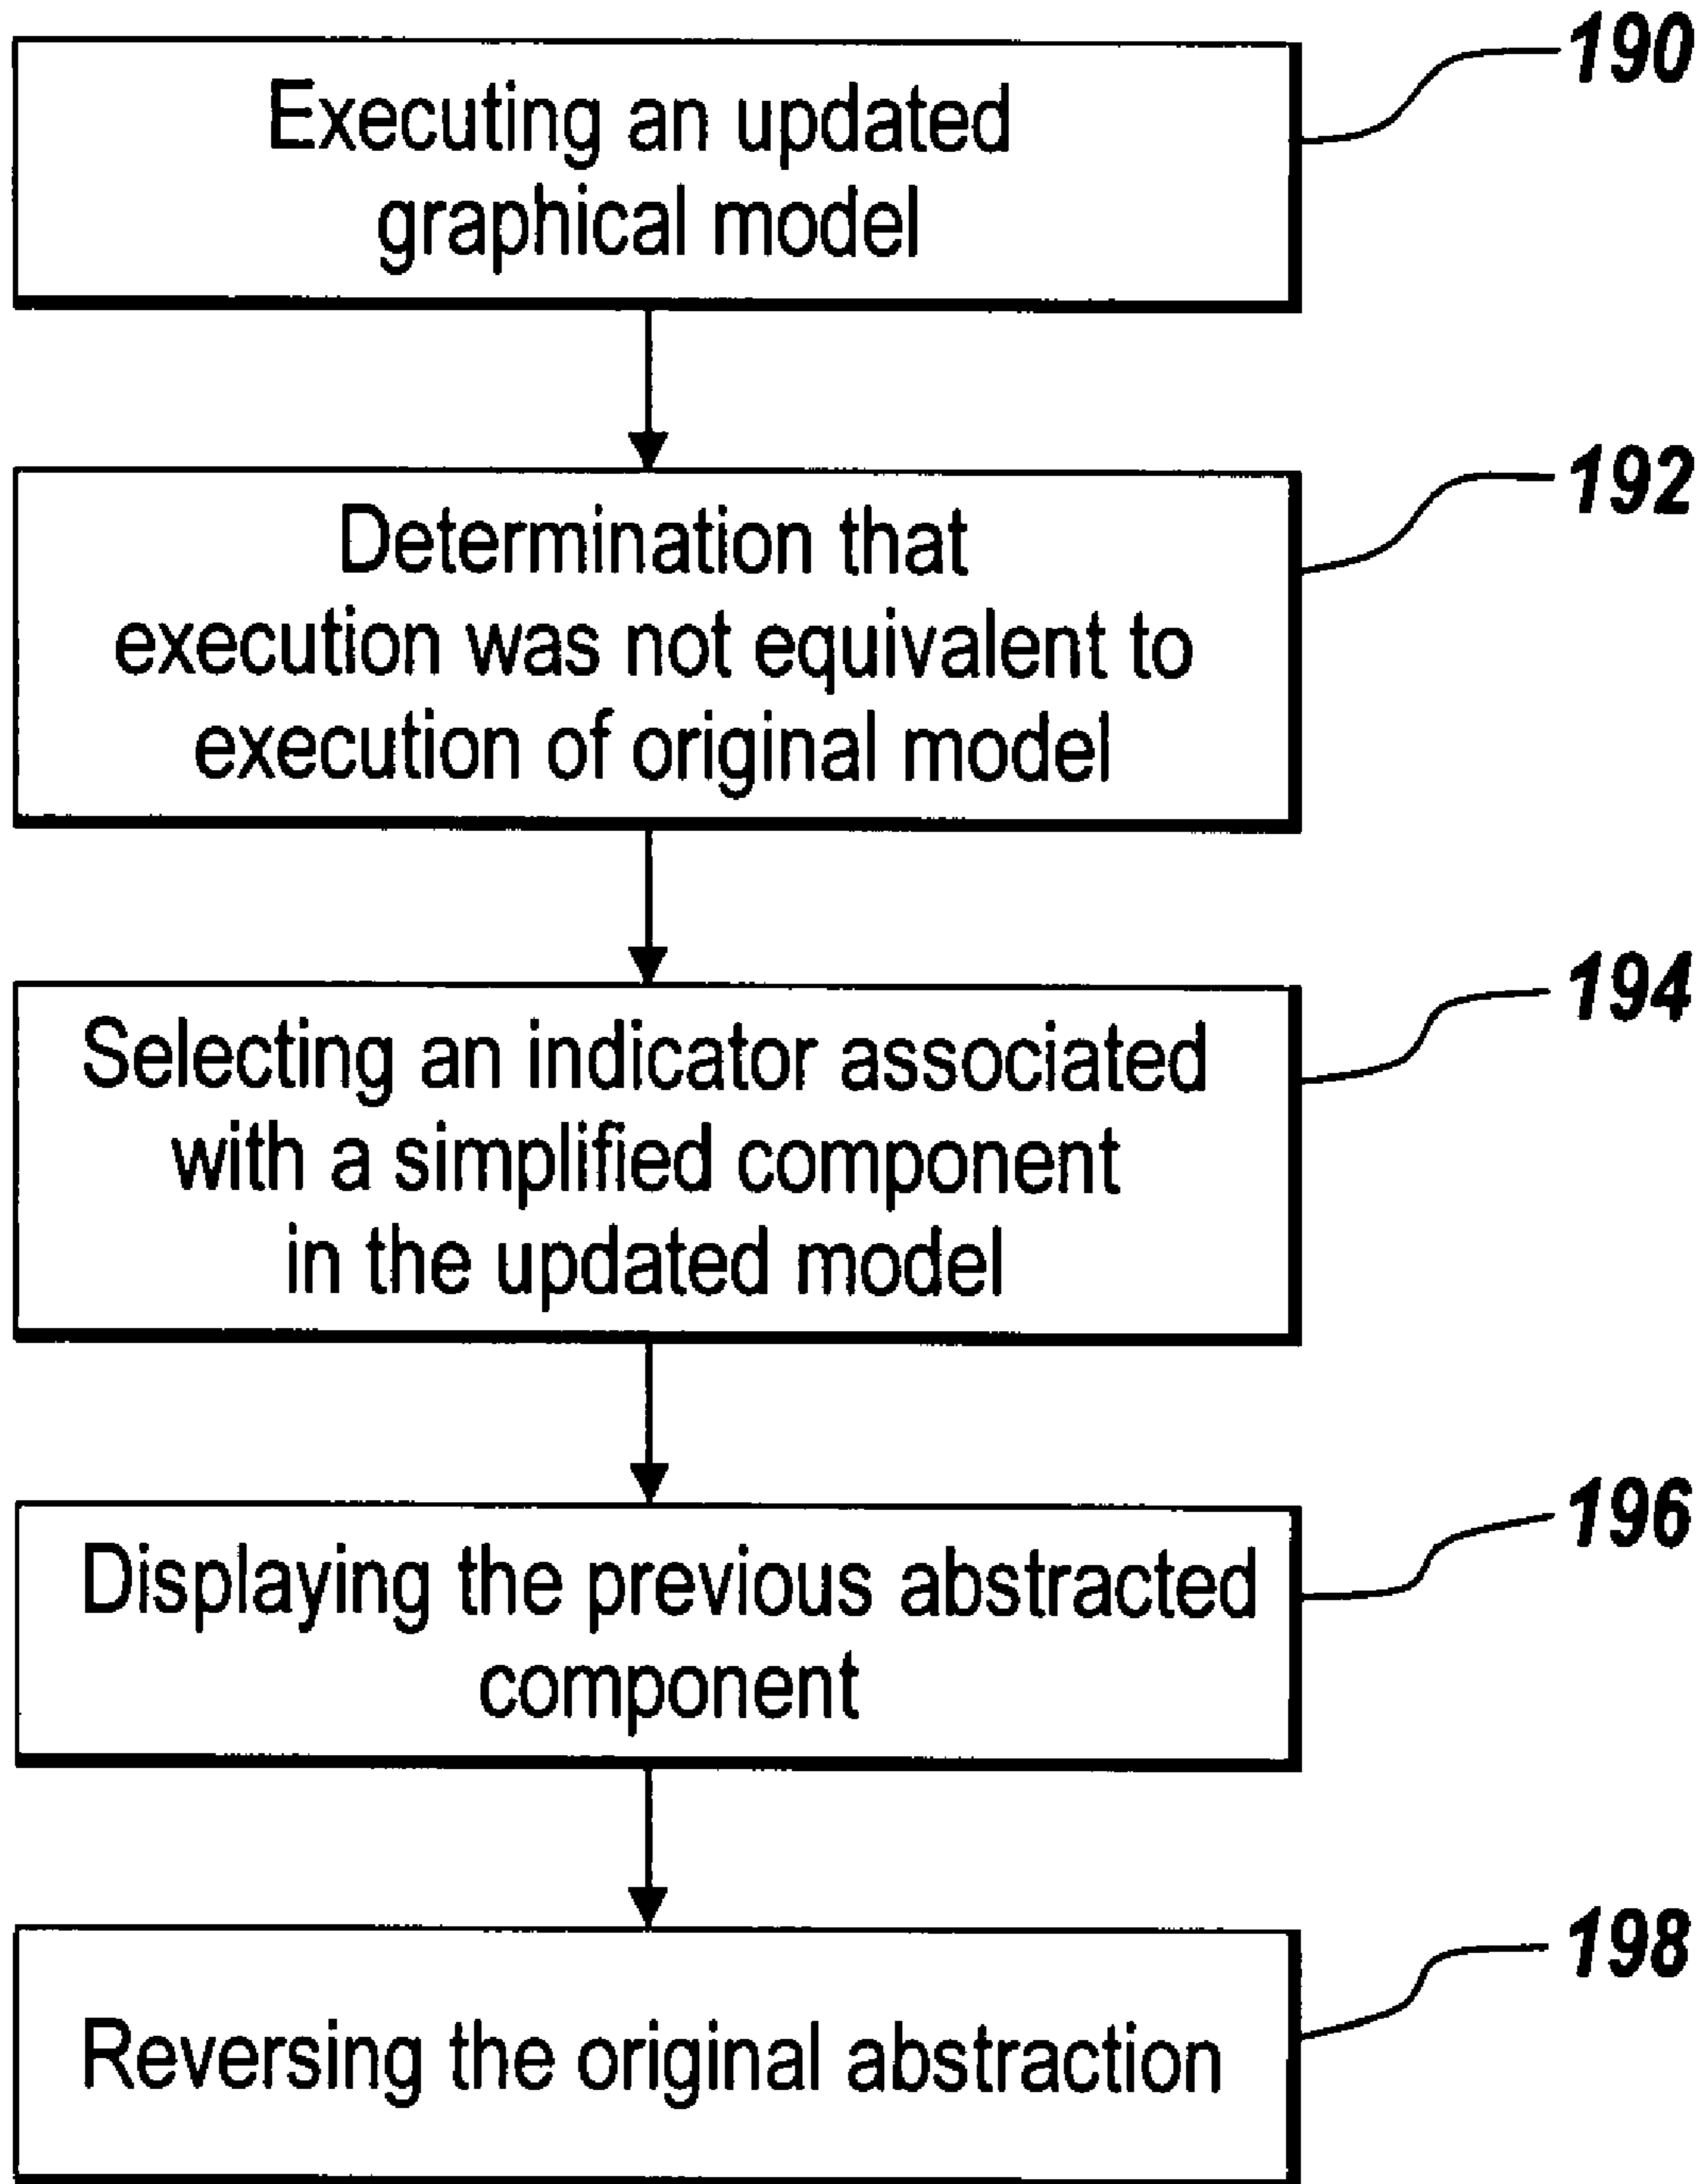 190
Executing an updated
graphical model
192
Determination that
execution was not equivalent to
execution of original model
194
Selecting an indicator associated
with a simplified component
in the updated model
196
Displaying the previous abstracted
component
198
Reversing the original abstraction